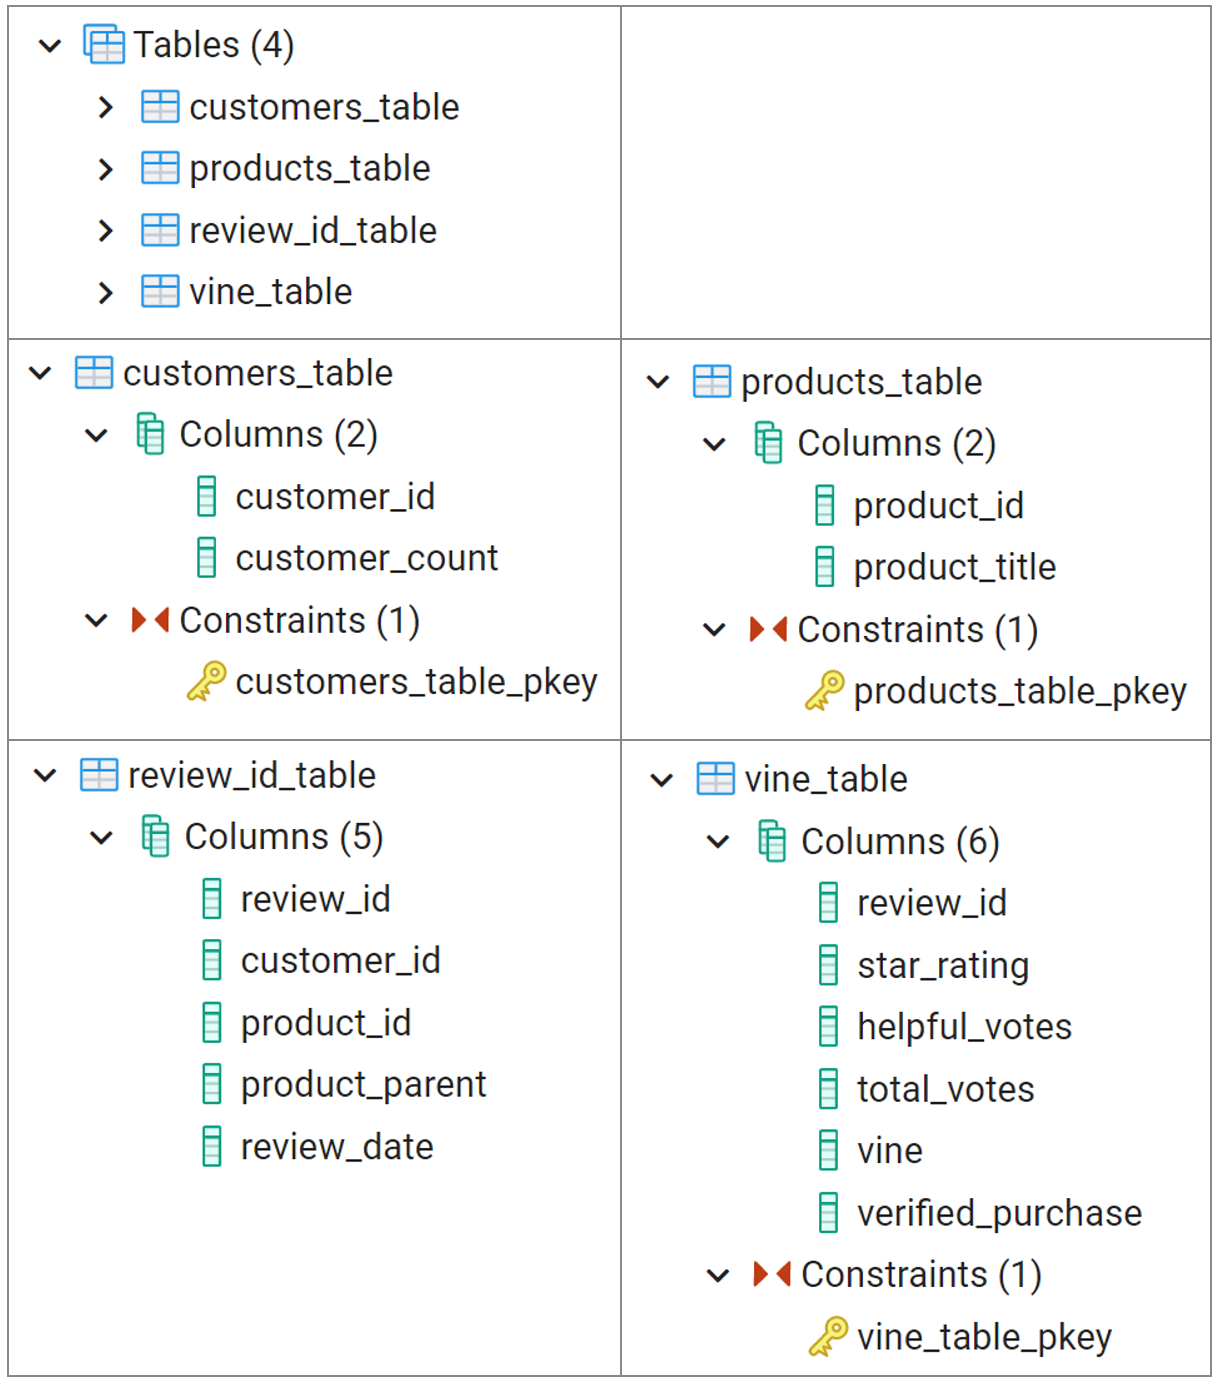 Tables (4)
customers_table
products_table
review_id_table
vine_table
customers_table
Columns (2)
customer_id
customer_count
Constraints (1)
customers_table_pkey
products_table
Columns (2)
product_id
product_title
Constraints (1)
products_table_pkey
review_id_table
Columns (5)
review_id
customer_id
product_id
product_parent
review_date
vine_table
Columns (6)
review_id
star_rating
helpful_votes
total_votes
vine
verified_purchase
Constraints (1)
vine_table_pkey